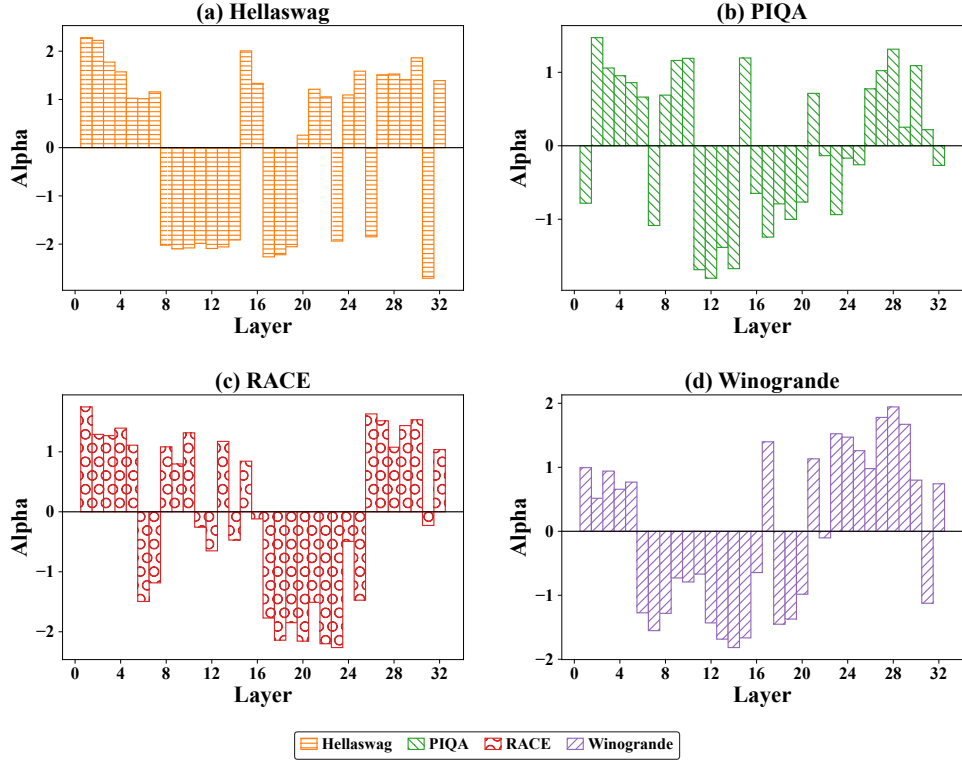 (a) Hellaswag
Alpha
2
1
0
−1
−2
0 4 8 12 16 20 24 28 32
Layer
(b) PIQA
Alpha
1
0
−1
0 4 8 12 16 20 24 28 32
Layer
(c) RACE
Alpha
1
0
−1
−2
0 4 8 12 16 20 24 28 32
Layer
(d) Winogrande
Alpha
2
1
0
−1
−2
0 4 8 12 16 20 24 28 32
Layer
Hellaswag PIQA RACE Winogrande